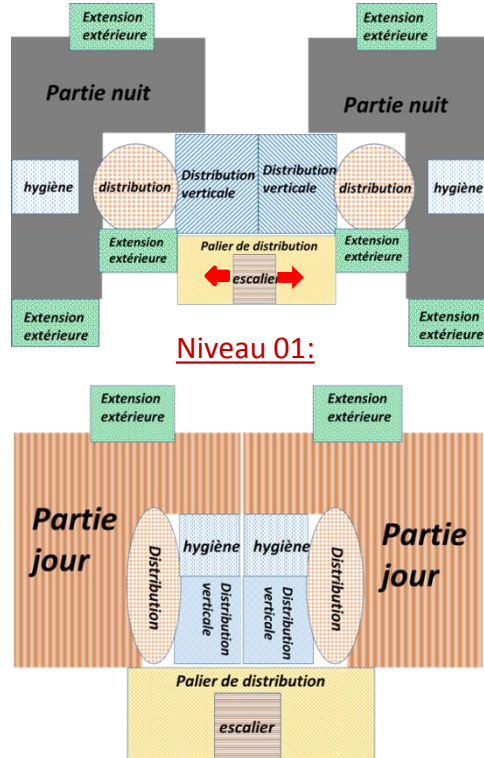 Extension
extérieure
Extension
extérieure
Partie nuit
Partie nuit
hygiène
distribution
Distribution
verticale
Distribution
verticale
distribution
hygiène
Extension
extérieure
Palier de distribution
Extension
extérieure
escalier
Extension
extérieure
Extension
extérieure
Niveau 01:
Extension
extérieure
Extension
extérieure
Partie
jour
Distribution
hygiène
hygiène
Distribution
verticale
Distribution
verticale
Distribution
Partie
jour
Palier de distribution
escalier